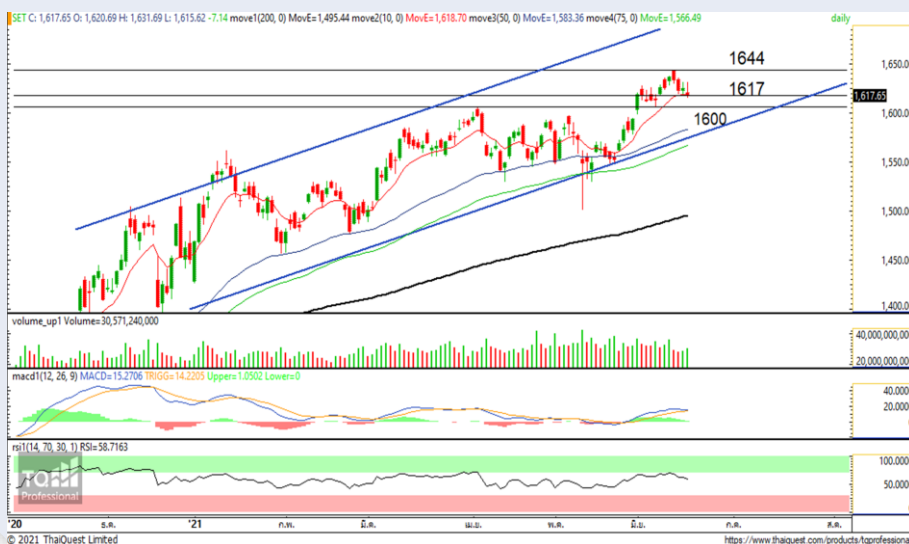 SET C: 1,617.65 O: 1,620.69 H: 1,631.69 L: 1,615.62 -7.14 move1(200, 0) MovE=1,495.44 move2(10, 0) MovE=1,618.70 move3(50, 0) MovE=1,583.36 move4(75, 0) MovE=1,566.49 daily
1644
1,650.
1617
1,617.65
1,600.
1600
1,550.
1,500.
1,450.
1,400.
volume_up1 Volume=30,571,240,000
40,000,000,00
20,000,000,00
macd1(12, 26, 9) MACD=15.2706 TRIGG=14.2205 Upper=1.0502 Lower=0
40.000
20.000
rsi1(14, 70, 30, 1) RSI=58.7163
100.000
50.000
Professional
'20 ธ.ค. '21 ก.พ. มี.ค. เม.ย. พ.ค. มิ.ย. ก.ค. ส.ค.
© 2021 ThaiQuest Limited https://www.thaiquest.com/products/tqprofessiona